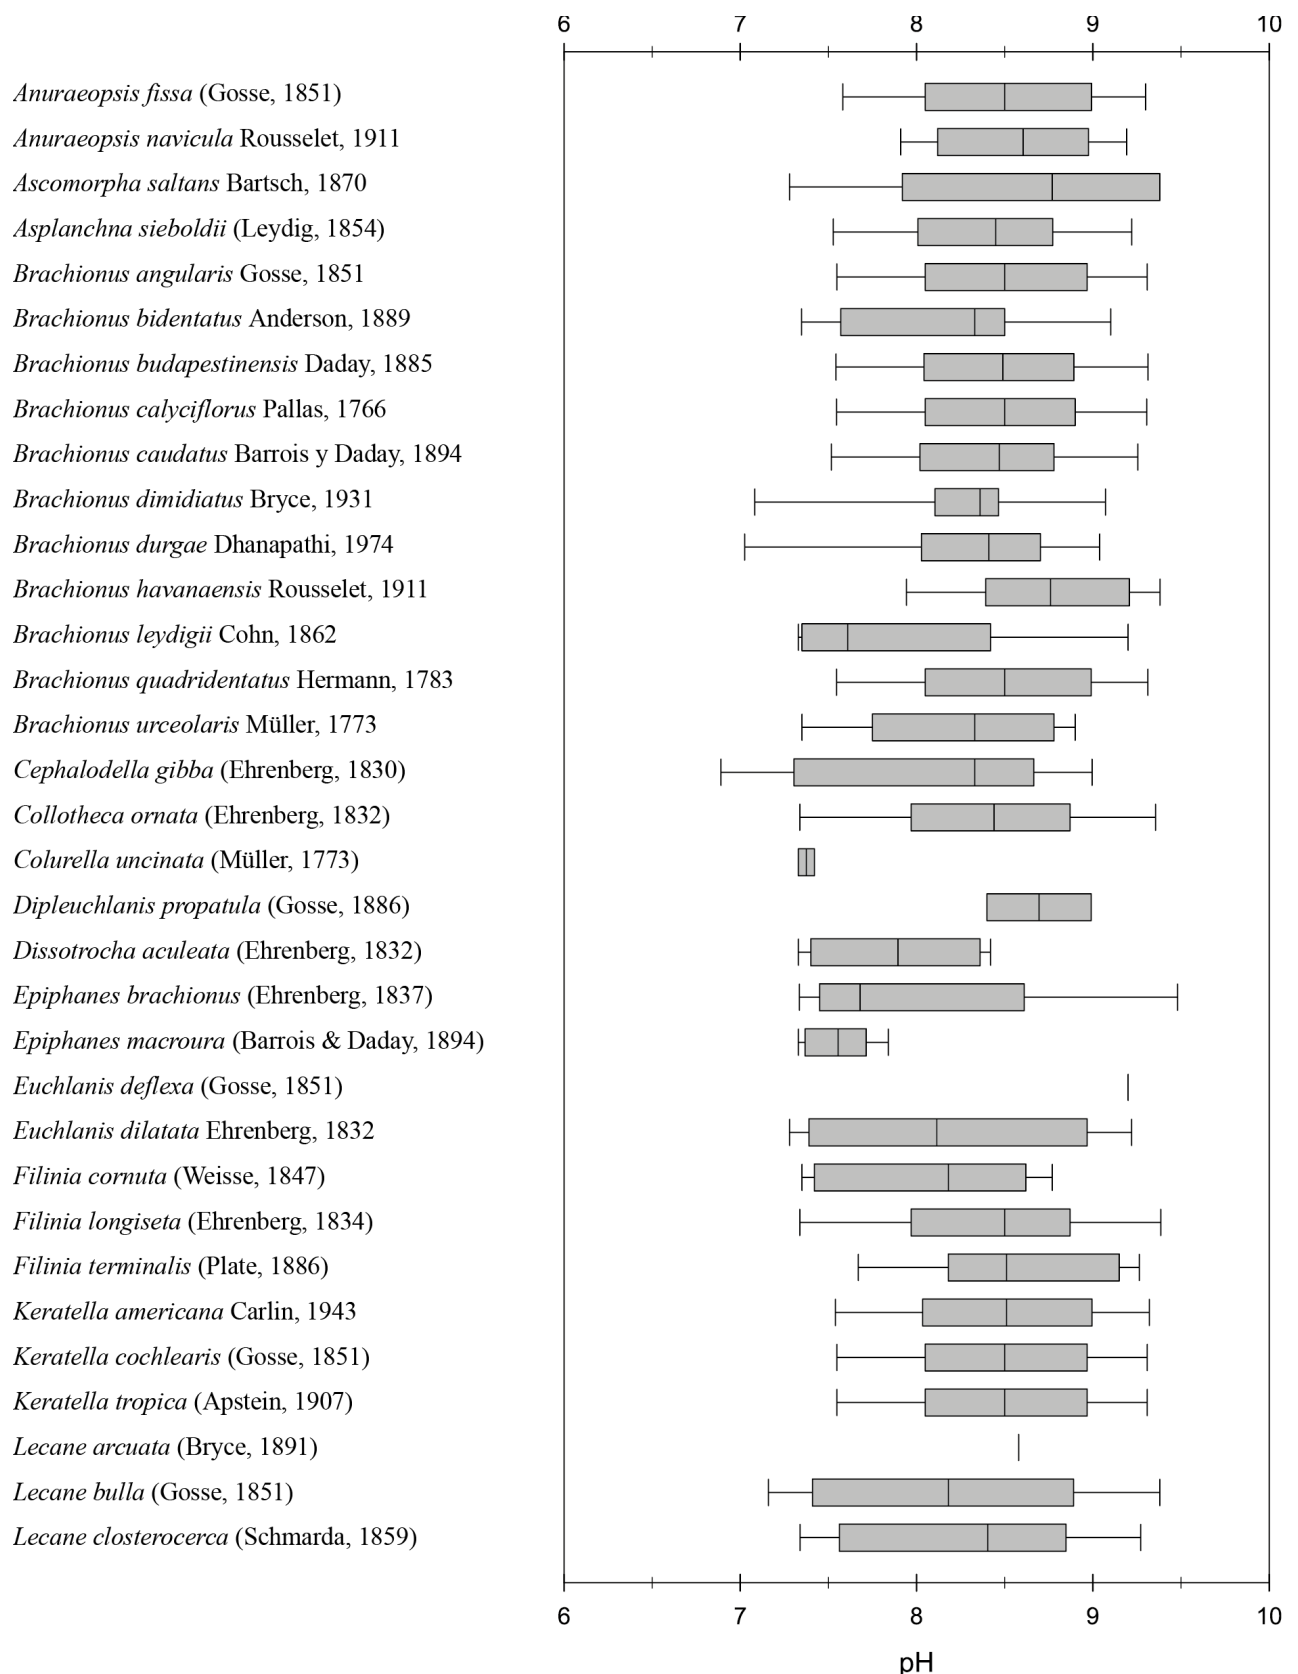 6 7 8 9 10
Anuraeopsis fissa (Gosse, 1851)
Anuraeopsis navicula Rousselet, 1911
Ascomorpha saltans Bartsch, 1870
Asplanchna sieboldii (Leydig, 1854)
Brachionus angularis Gosse, 1851
Brachionus bidentatus Anderson, 1889
Brachionus budapestinensis Daday, 1885
Brachionus calyciflorus Pallas, 1766
Brachionus caudatus Barrois y Daday, 1894
Brachionus dimidiatus Bryce, 1931
Brachionus durgae Dhanapathi, 1974
Brachionus havanaensis Rousselet, 1911
Brachionus leydigii Cohn, 1862
Brachionus quadridentatus Hermann, 1783
Brachionus urceolaris Müller, 1773
Cephalodella gibba (Ehrenberg, 1830)
Collotheca ornata (Ehrenberg, 1832)
Colurella uncinata (Müller, 1773)
Dipleuchlanis propatula (Gosse, 1886)
Dissotrocha aculeata (Ehrenberg, 1832)
Epiphanes brachionus (Ehrenberg, 1837)
Epiphanes macroura (Barrois & Daday, 1894)
Euchlanis deflexa (Gosse, 1851)
Euchlanis dilatata Ehrenberg, 1832
Filinia cornuta (Weisse, 1847)
Filinia longiseta (Ehrenberg, 1834)
Filinia terminalis (Plate, 1886)
Keratella americana Carlin, 1943
Keratella cochlearis (Gosse, 1851)
Keratella tropica (Apstein, 1907)
Lecane arcuata (Bryce, 1891)
Lecane bulla (Gosse, 1851)
Lecane closterocerca (Schmarda, 1859)
6 7 8 9 10
pH